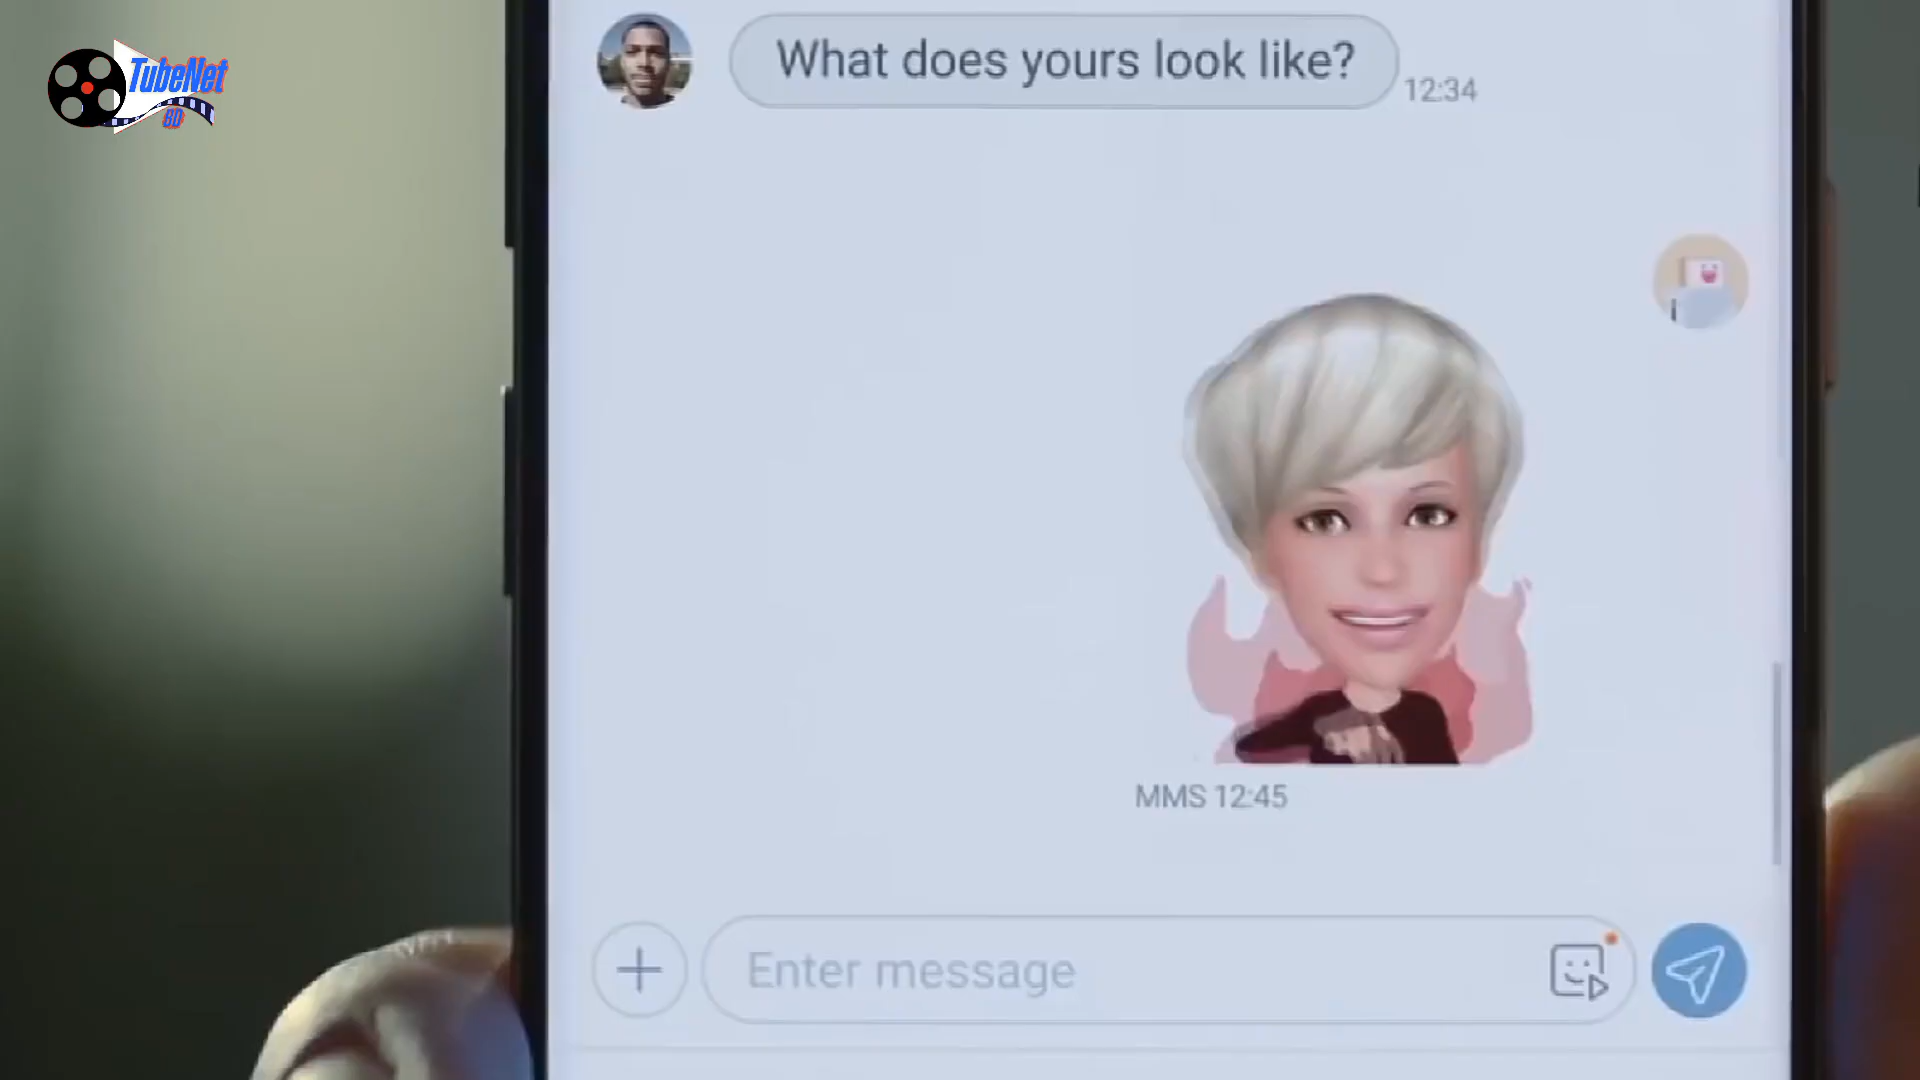 What does yours look like?
12:34
TubeNet
BD
MMS 12:45
Enter message